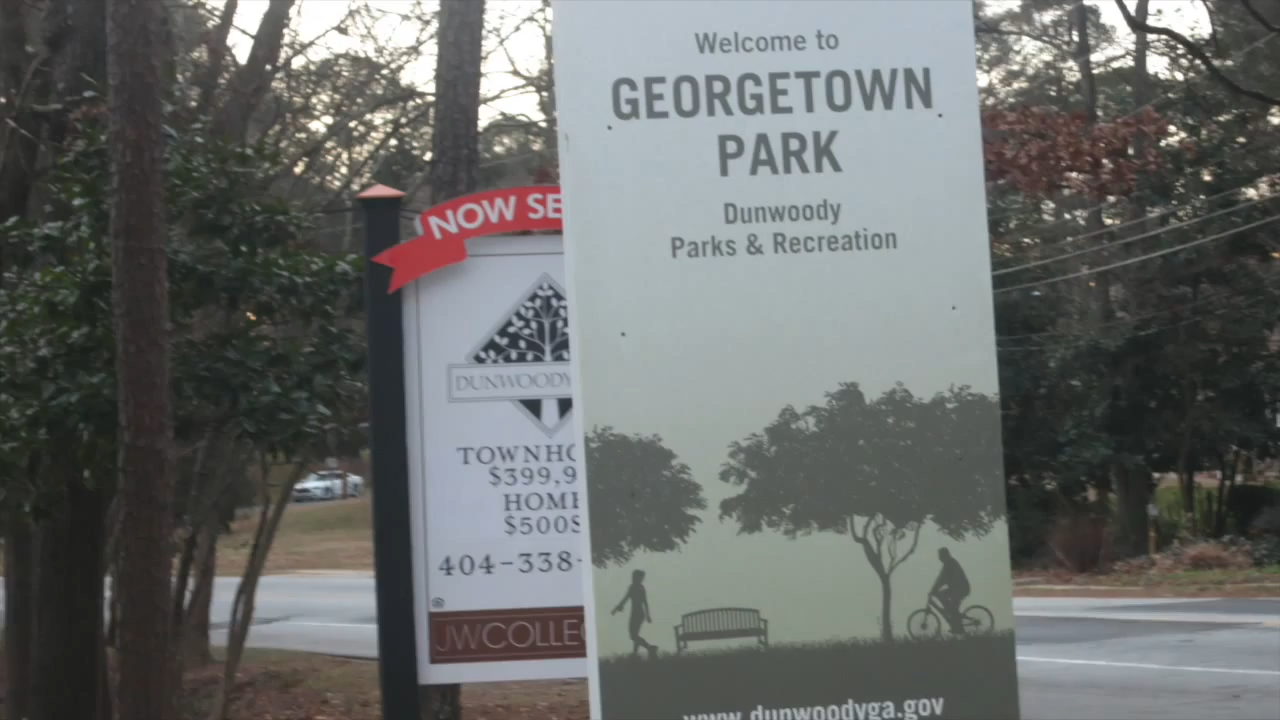 Welcome to
GEORGETOWN
PARK
Dunwoody
Parks & Recreation
www.dunwoodyga.gov
NOW SE
DUNWOODY
TOWNHO
$399,9
HOME
$500S
404-338-
JWCOLLE